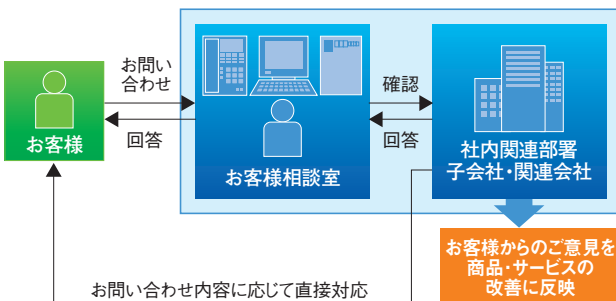 お問い
合わせ
確認
回答
回答
お客様
お客様相談室
社内関連部署
子会社・関連会社
お客様からのご意見を
商品・サービスの
改善に反映
お問い合わせ内容に応じて直接対応